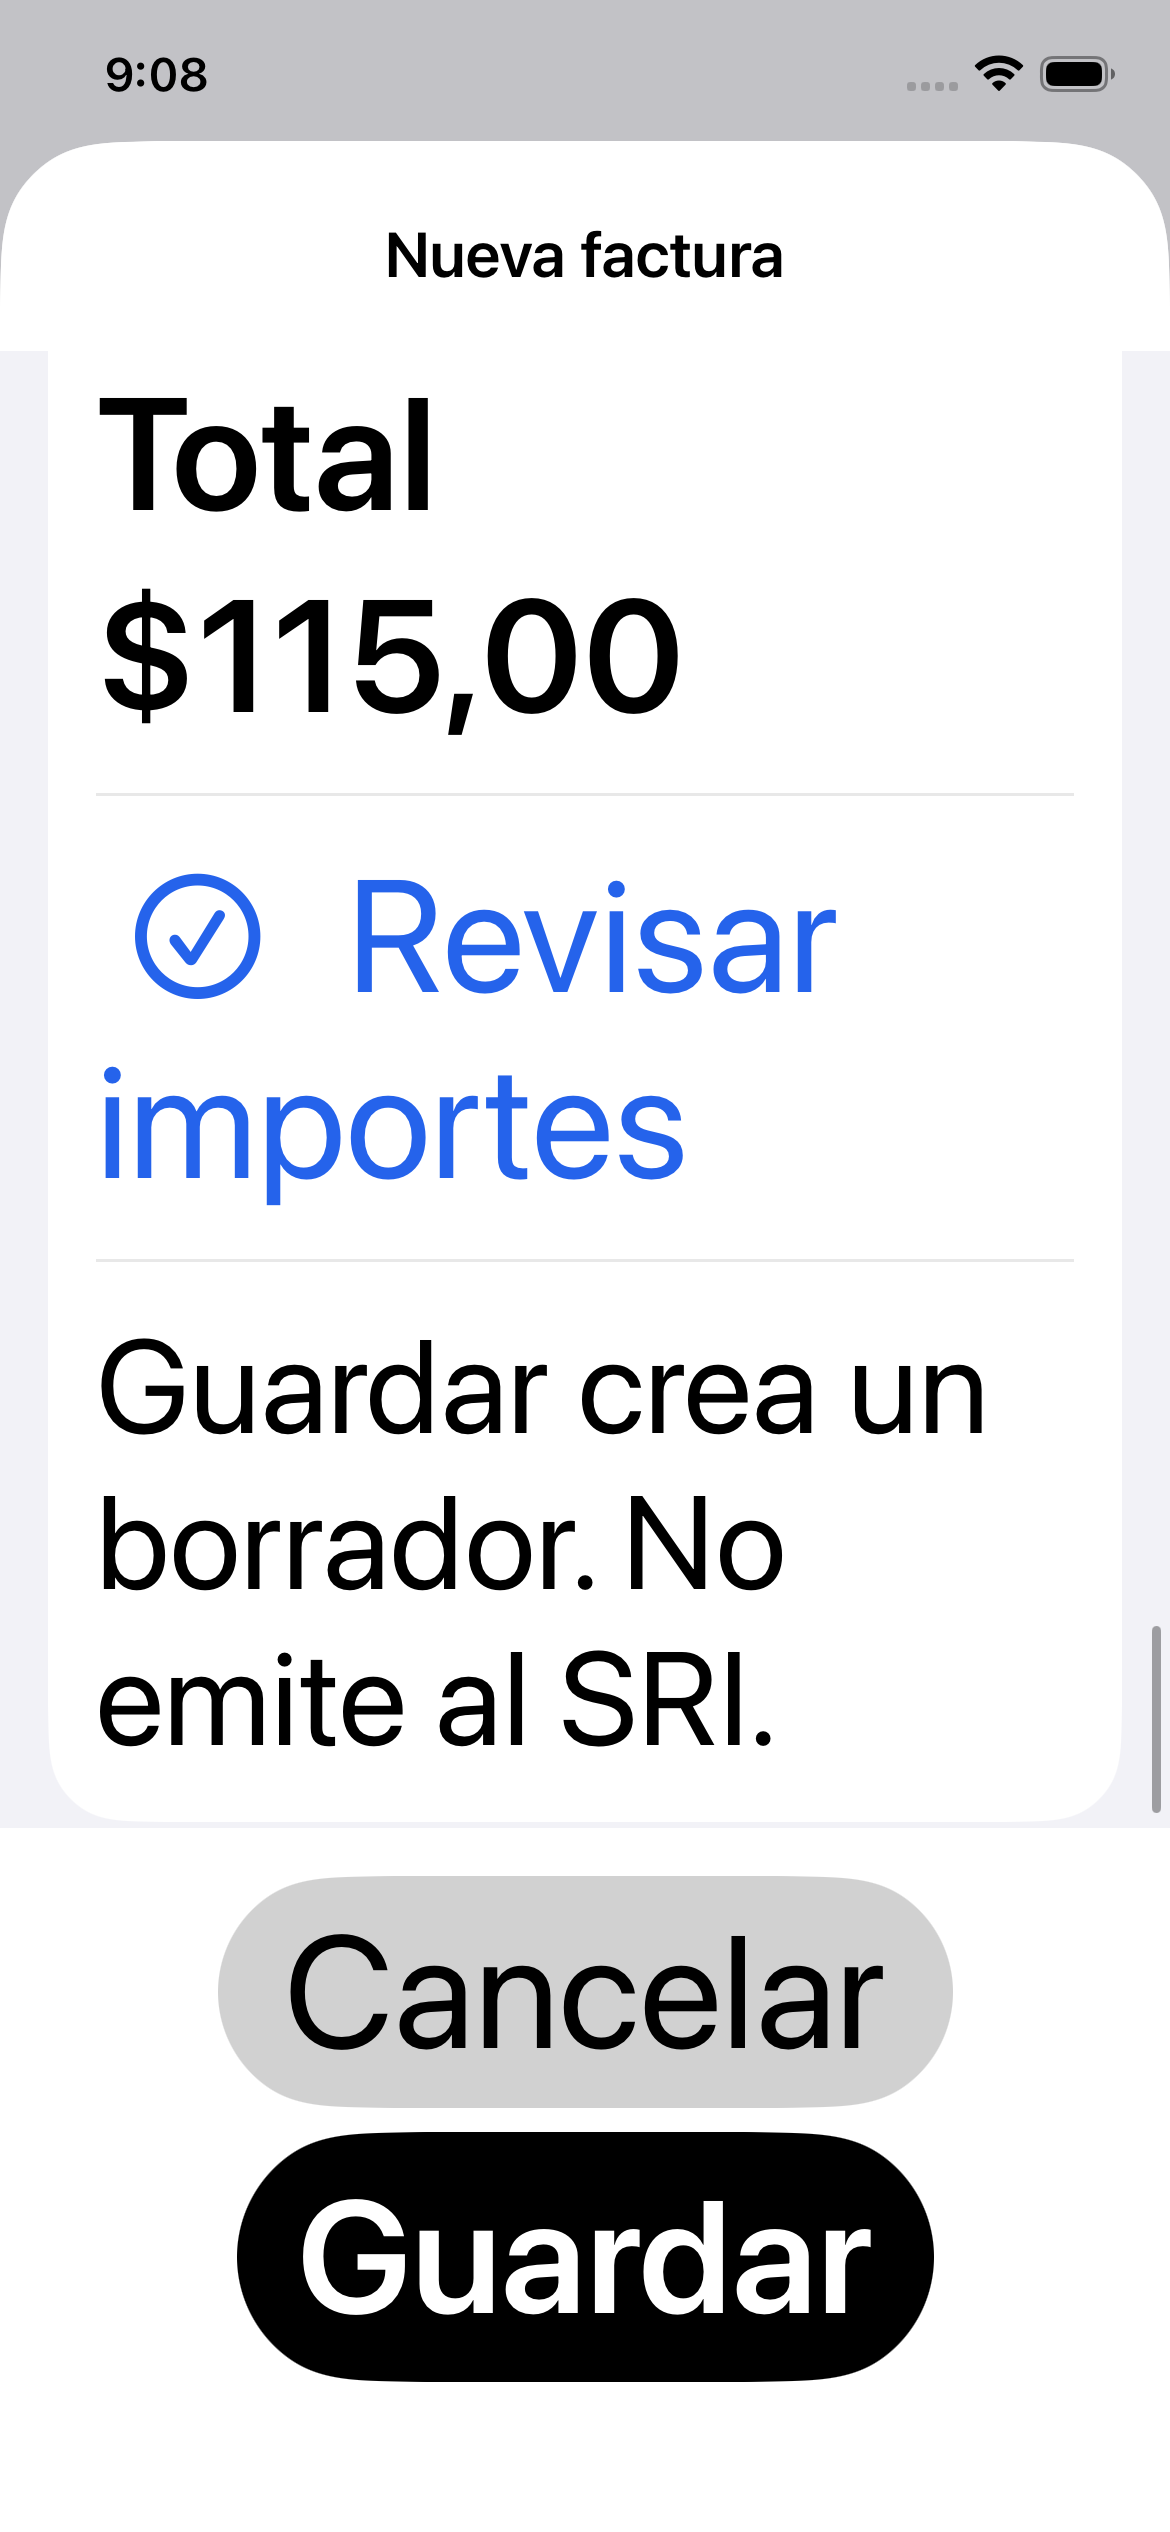 9:08
Nueva factura
Total
$115,00
Revisar
importes
Guardar crea un
borrador. No
emite al SRI.
Cancelar
Guardar